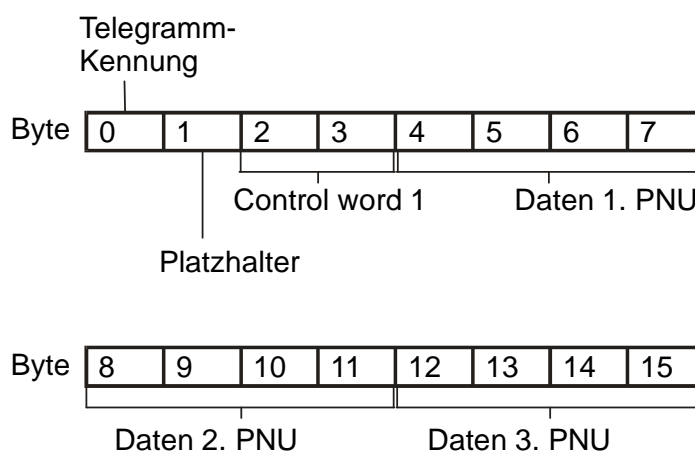 Telegramm-
Kennung
Byte 0 1 2 3 4 5 6 7
Control word 1 Daten 1. PNU
Platzhalter
Byte 8 9 10 11 12 13 14 15
Daten 2. PNU Daten 3. PNU